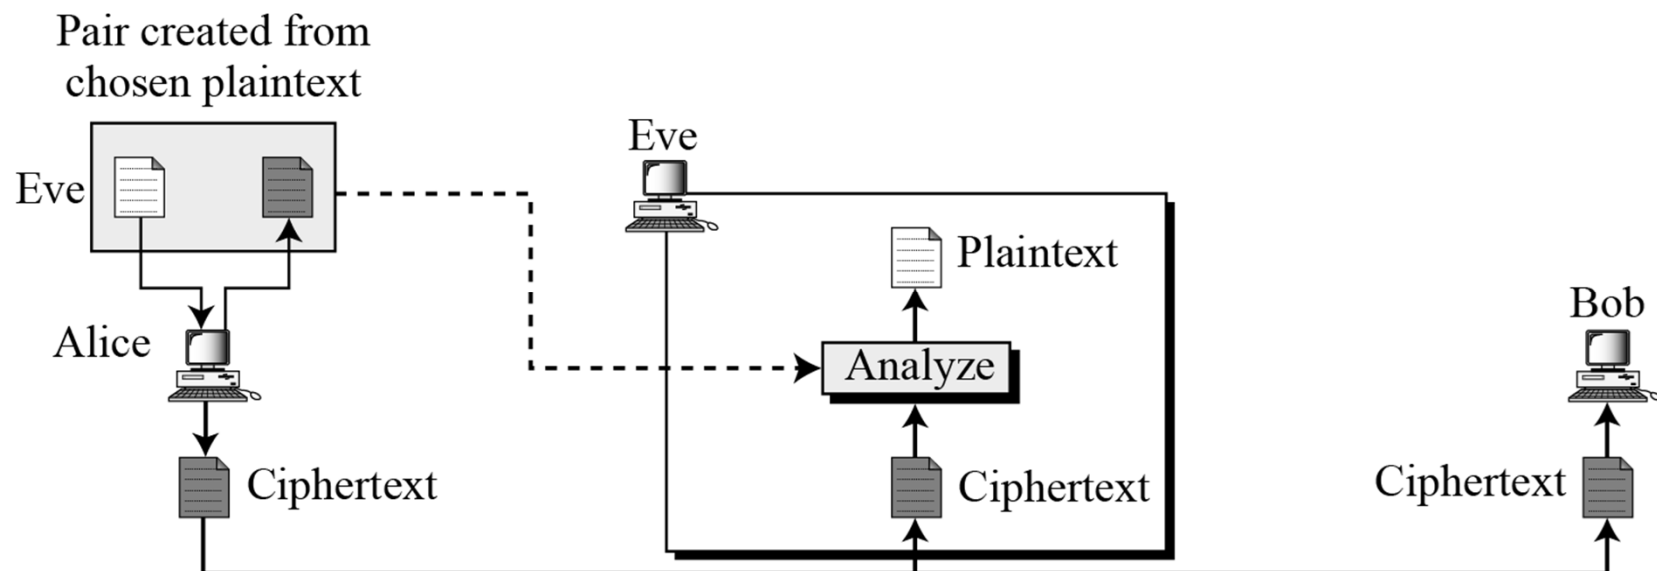 Pair created from
chosen plaintext
Eve
Eve
Plaintext
Bob
Alice
Analyze
Ciphertext
Ciphertext
Ciphertext